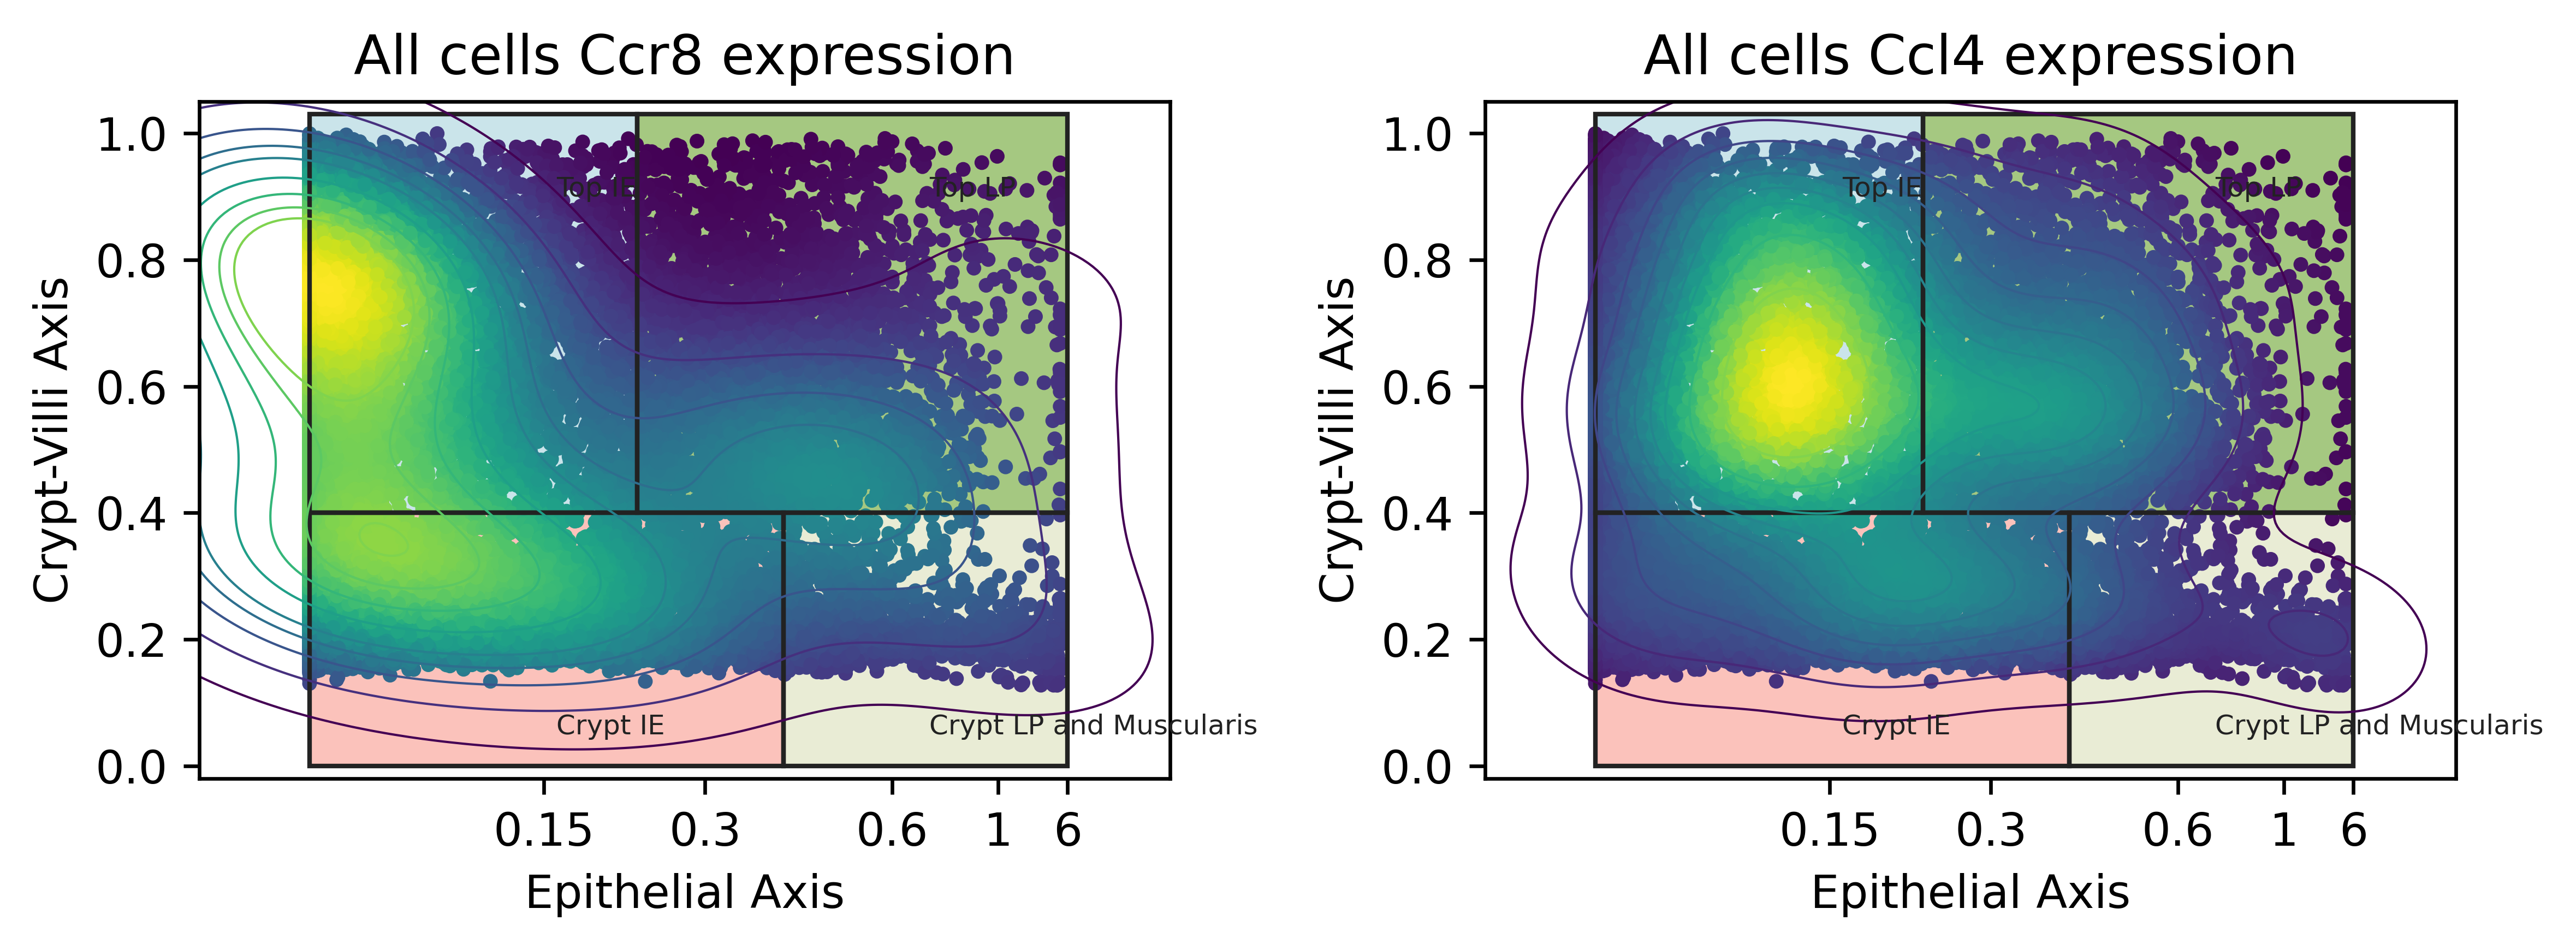 All cells Ccr8 expression
1.0
0.8
0.6
0.4
0.2
0.0
Crypt-Villi Axis
Top IE
Top LP
Crypt IE
Crypt LP and Muscularis
0.15 0.3 0.6 1 6
Epithelial Axis
All cells Ccl4 expression
1.0
0.8
0.6
0.4
0.2
0.0
Crypt-Villi Axis
Top IE
Top LP
Crypt IE
Crypt LP and Muscularis
0.15 0.3 0.6 1 6
Epithelial Axis